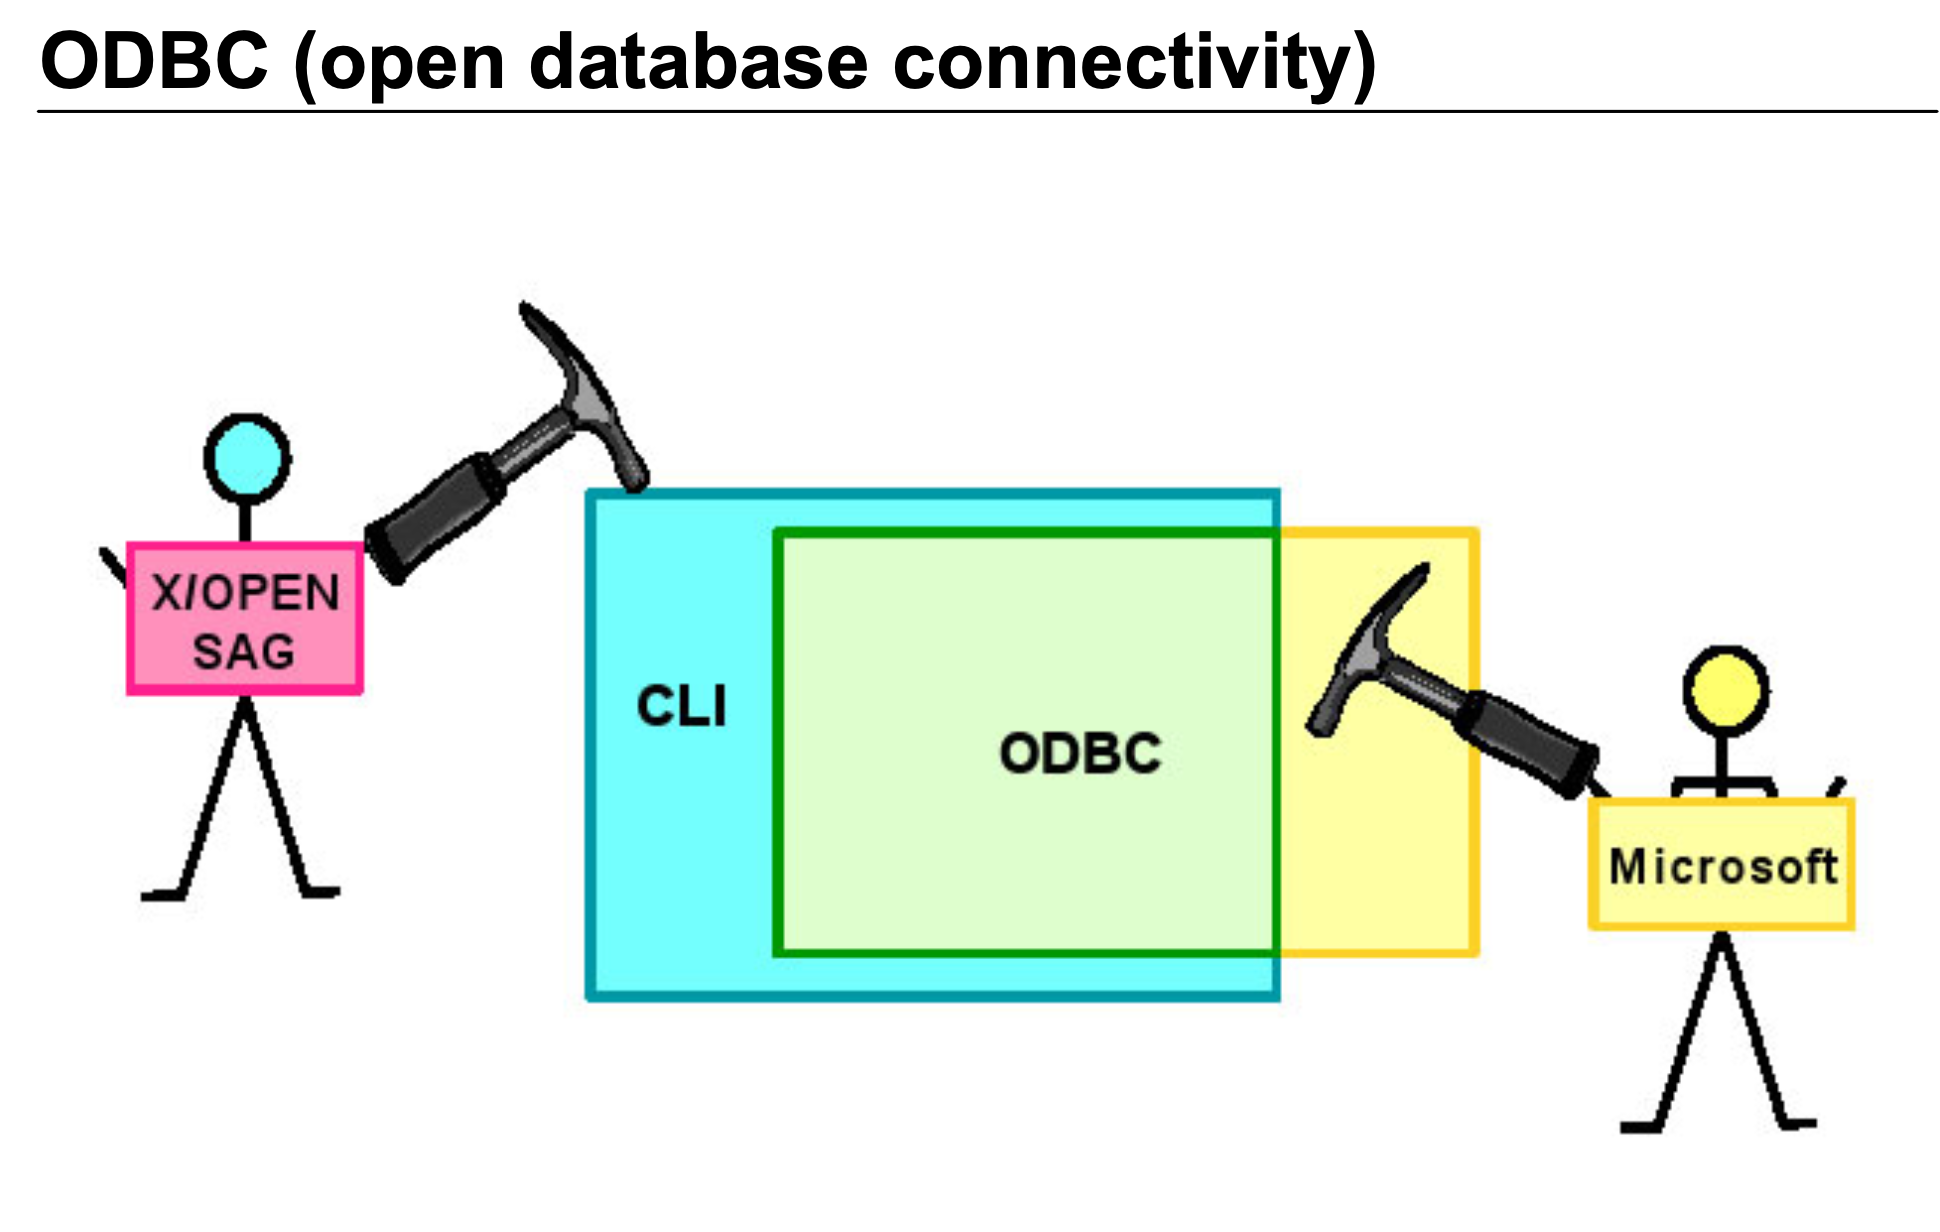 ODBC (open database connectivity)
X/OPEN
SAG
CLI
ODBC
Microsoft